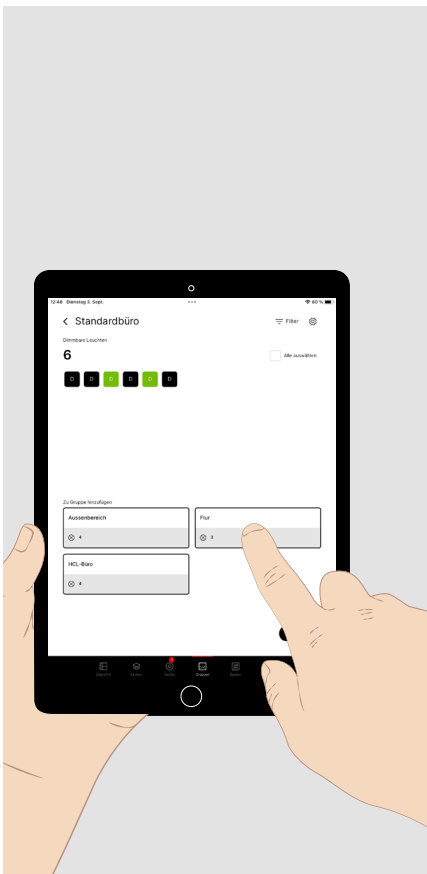 12:48 Dienstag 3. Sept.
60 %
Standardbüro
Filter
Dimmbare Leuchten
6
Alle auswählen
D D D D D D
Zu Gruppe hinzufügen
Aussenbereich
4
Flur
3
HCL-Büro
4
Gruppen